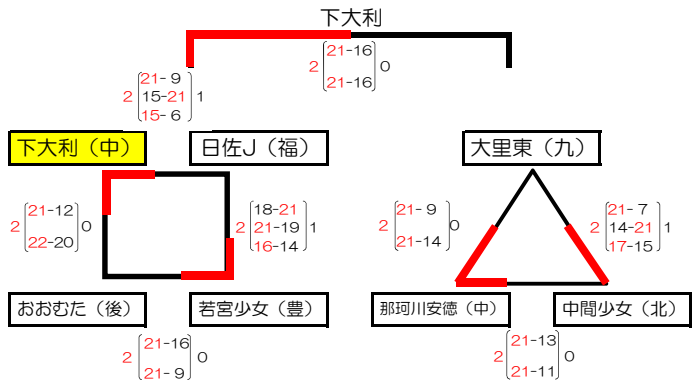 下大利
21-16
2 0
21-16
21- 9
2 15-21 1
15- 6
下大利（中）
日佐J（福）
大里東（九）
21-12
2 0
22-20
18-21
2 21-19 1
16-14
21- 9
2 0
21-14
21- 7
2 14-21 1
17-15
おおむた（後）
若宮少女（豊）
那珂川安徳（中）
中間少女（北）
21-16
2 0
21- 9
21-13
2 0
21-11